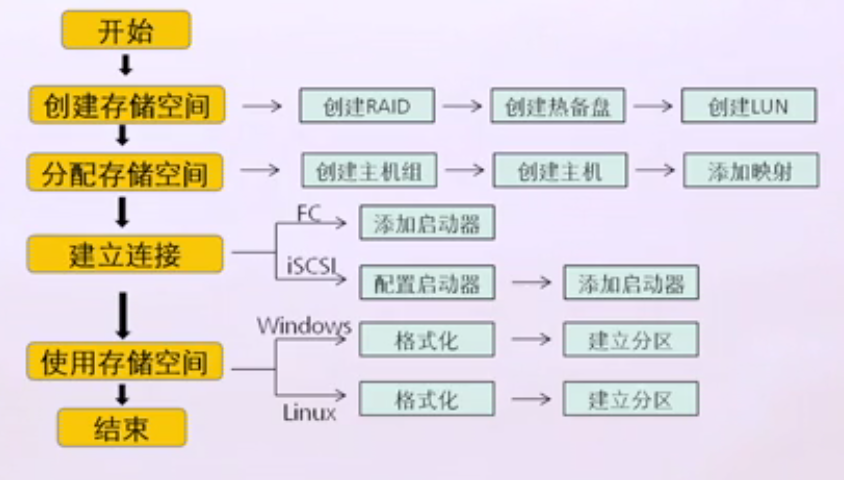 开始
创建存储空间
创建RAID
创建热备盘
创建LUN
分配存储空间
创建主机组
创建主机
添加映射
建立连接
FC
添加启动器
iSCSI
配置启动器
添加启动器
使用存储空间
Windows
格式化
建立分区
Linux
格式化
建立分区
结束